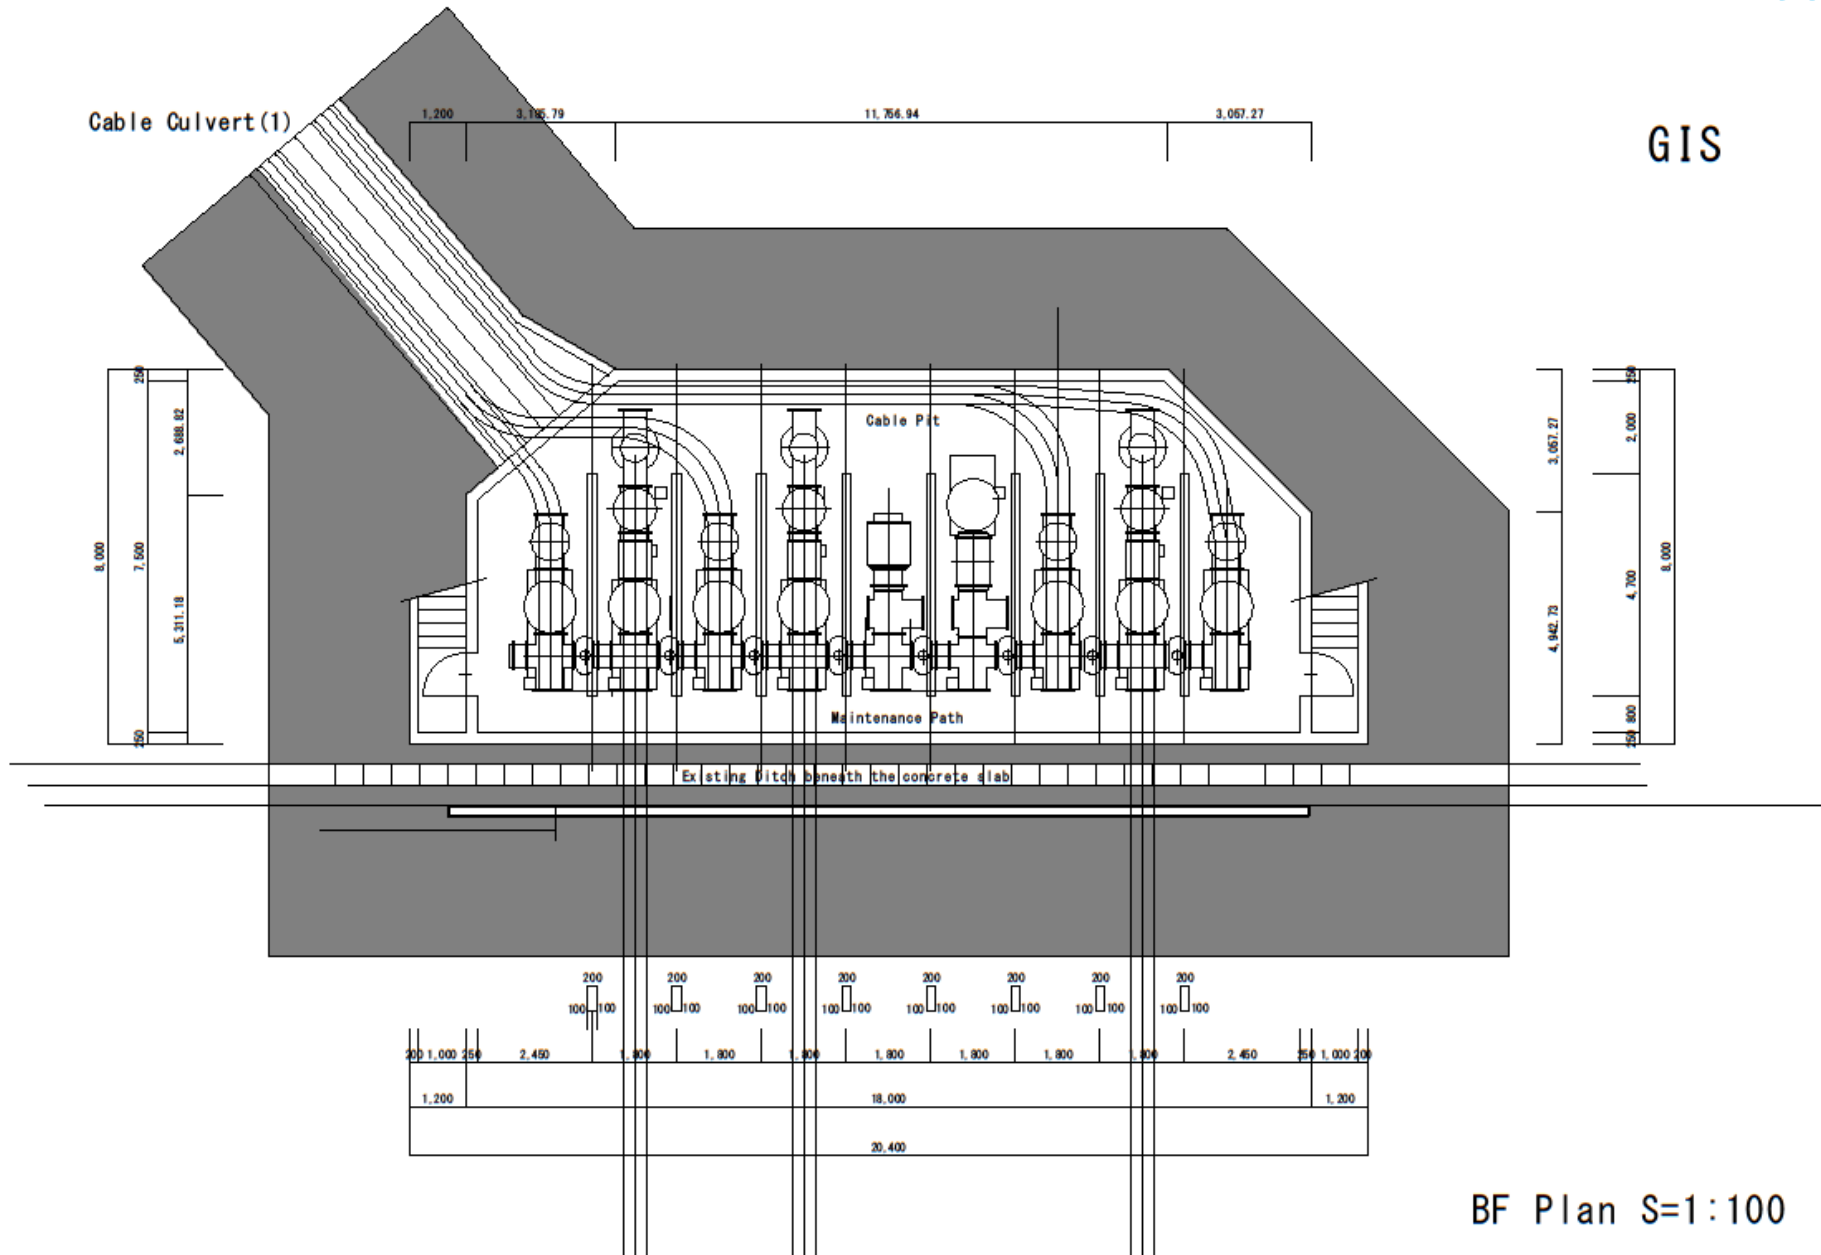 Cable Culvert(1)
1,200
3,185.79
11,756.94
3,057.27
GIS
250
2,688.82
5,311.18
7,500
8,000
250
Cable Pit
Maintenance Path
Existing Ditch beneath the concrete slab
3,057.27
4,942.73
250
2,000
4,700
800
250
8,000
200 200 200 200 200 200 200 200
100 100 100 100 100 100 100 100 100 100 100 100 100 100 100 100
200 1,000 250 2,450 1,800 1,800 1,800 1,800 1,800 1,800 1,800 2,450 250 1,000 200
1,200 18,000 1,200
20,400
BF Plan S=1:100